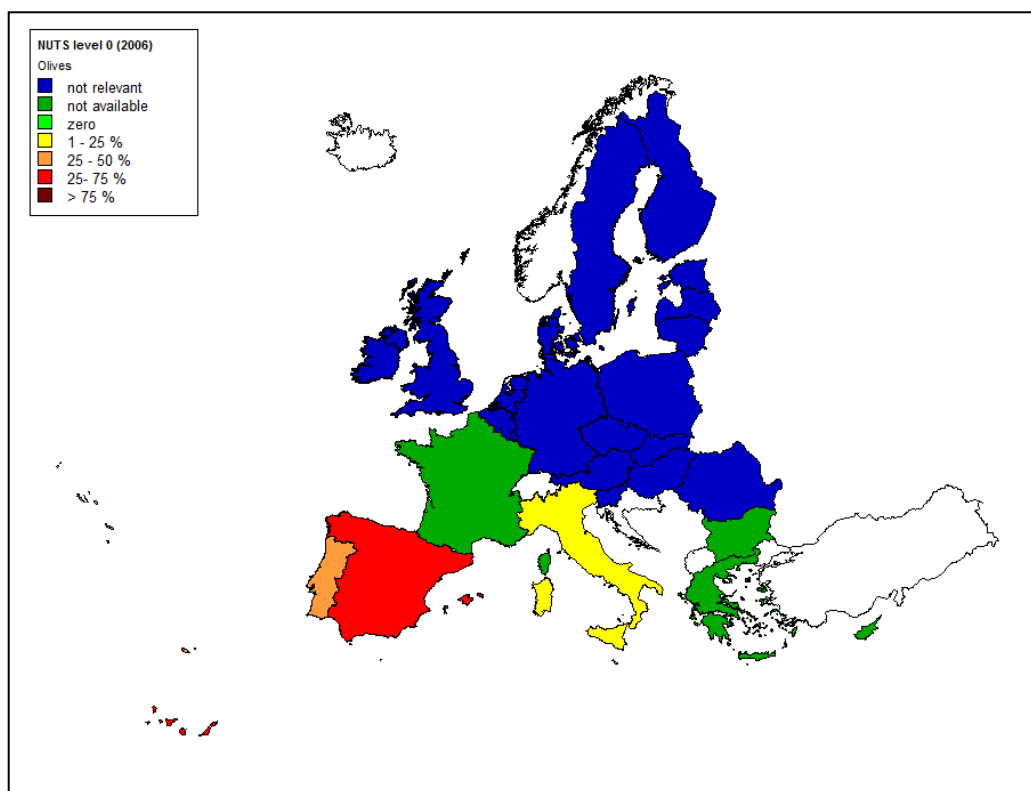 NUTS level 0 (2006)
Olives
not relevant
not available
zero
1 - 25 %
25 - 50 %
25- 75 %
> 75 %